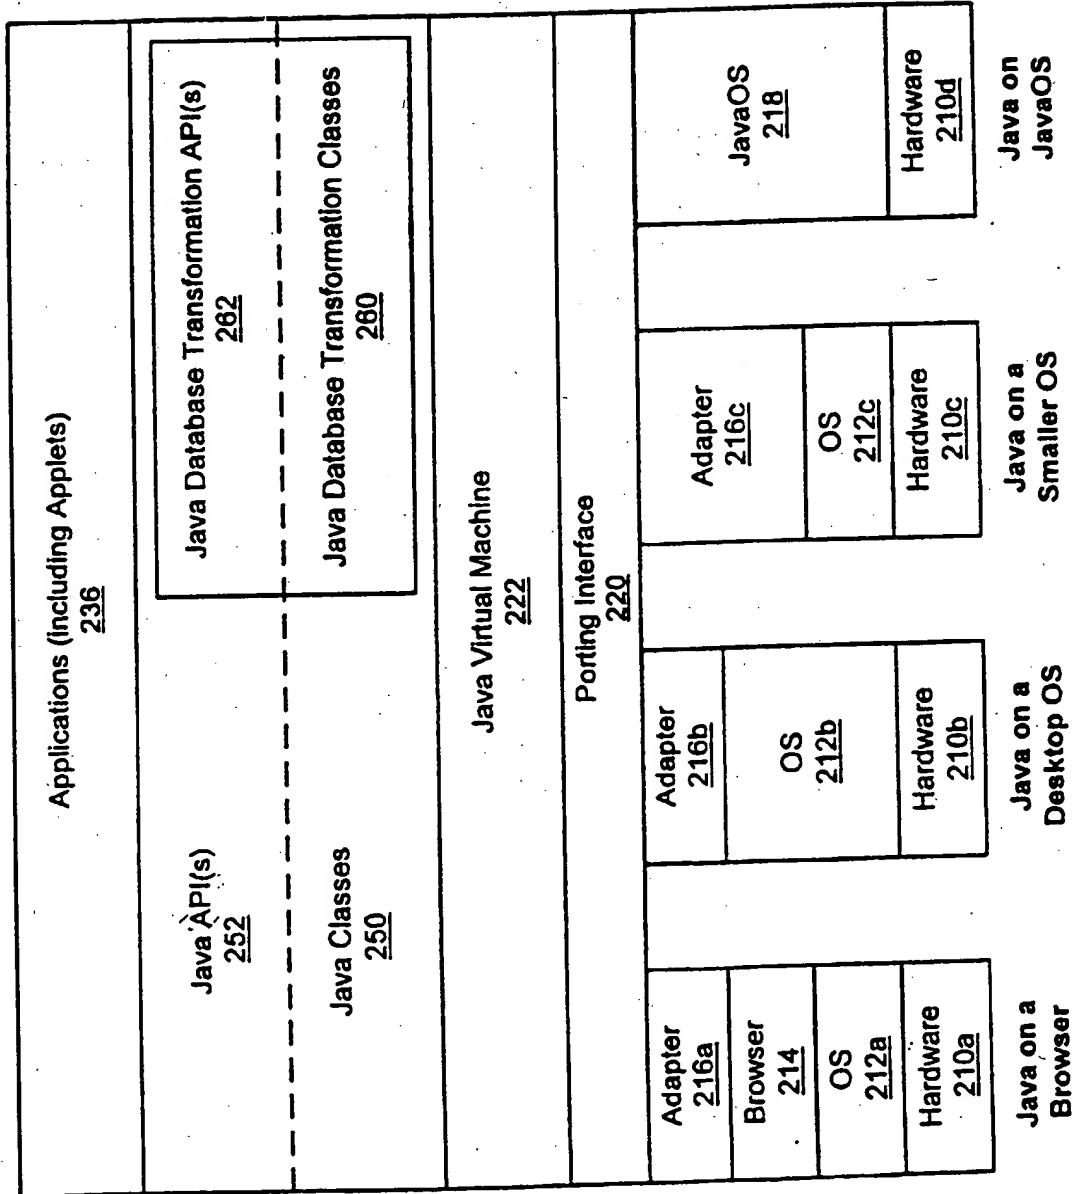 Applications (including Applets)
236
Java API(s)
252
Java Database Transformation API(s)
262
Java Classes
250
Java Database Transformation Classes
260
Java Virtual Machine
222
Porting Interface
220
Adapter
216a
Browser
214
OS
212a
Hardware
210a
Java on a
Browser
Adapter
216b
OS
212b
Hardware
210b
Java on a
Desktop OS
Adapter
216c
OS
212c
Hardware
210c
Java on a
Smaller OS
JavaOS
218
Hardware
210d
Java on
JavaOS